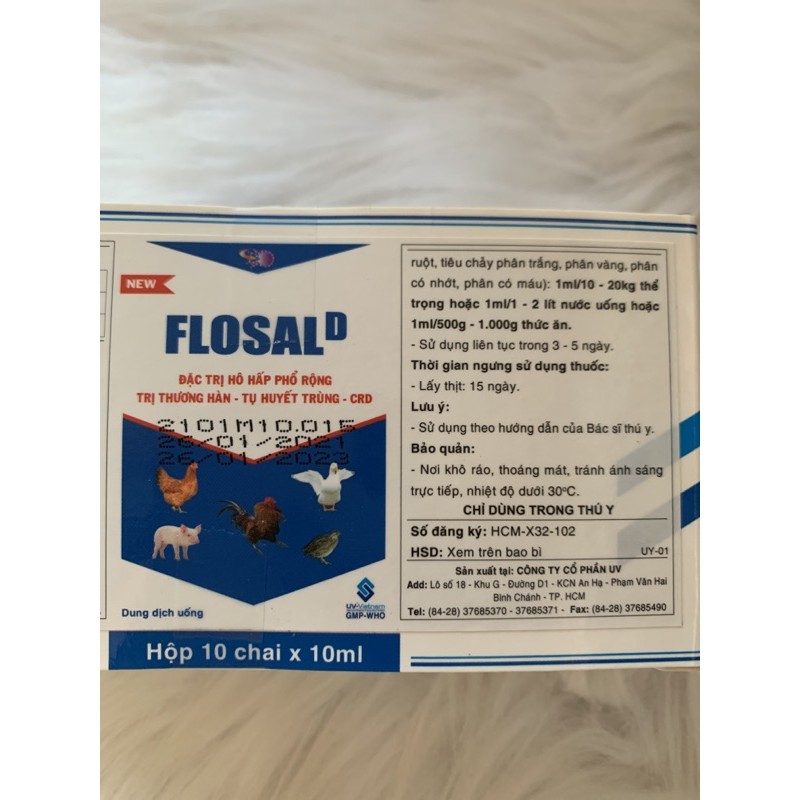 NEW
FLOSAL D
ĐẶC TRỊ HÔ HẤP PHỔ RỘNG
TRỊ THƯƠNG HÀN - TỤ HUYẾT TRÙNG - CRD
2101M10.015
26/01/2021
26/01/2023
UV-Vietnam
GMP-WHO
Dung dịch uống
Hộp 10 chai x 10ml
ruột, tiêu chảy phân trắng, phân vàng, phân
có nhớt, phân có máu): 1ml/10 - 20kg thể
trọng hoặc 1ml/1 - 2 lít nước uống hoặc
1ml/500g - 1.000g thức ăn.
- Sử dụng liên tục trong 3 - 5 ngày.
Thời gian ngưng sử dụng thuốc:
- Lấy thịt: 15 ngày.
Lưu ý:
- Sử dụng theo hướng dẫn của Bác sĩ thú y.
Bảo quản:
- Nơi khô ráo, thoáng mát, tránh ánh sáng
trực tiếp, nhiệt độ dưới 30ºC.
CHỈ DÙNG TRONG THÚ Y
Số đăng ký: HCM-X32-102
HSD: Xem trên bao bì UY-01
Sản xuất tại: CÔNG TY CỔ PHẦN UV
Add: Lô số 18 - Khu G - Đường D1 - KCN An Hạ - Phạm Văn Hai
Bình Chánh - TP. HCM
Tel: (84-28) 37685370 - 37685371 - Fax: (84-28) 37685490